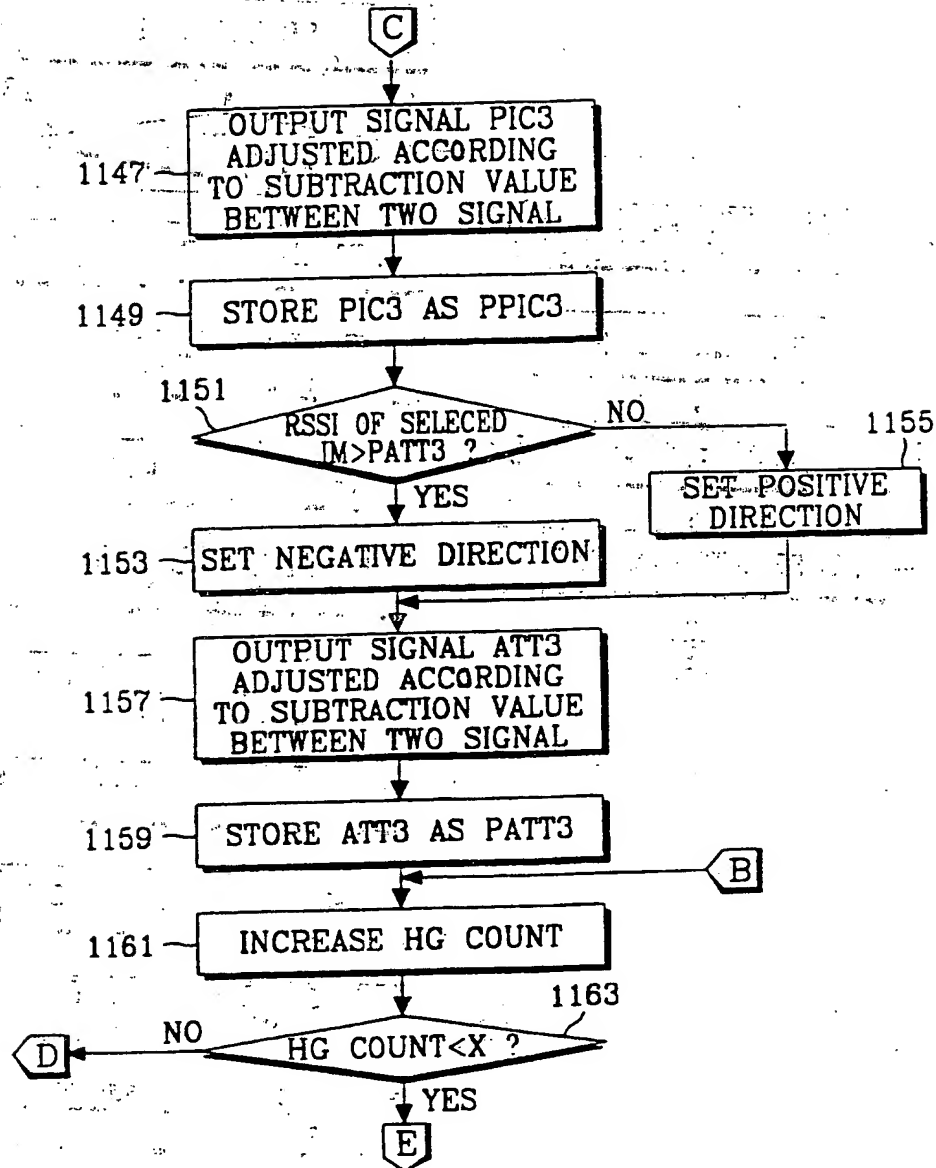 C
1147
OUTPUT SIGNAL PIC3
ADJUSTED ACCORDING
TO SUBTRACTION VALUE
BETWEEN TWO SIGNAL
1149
STORE PIC3 AS PPIC3
1151
RSSI OF SELECED
IM>PATT3 ?
NO
1155
SET POSITIVE
DIRECTION
YES
1153
SET NEGATIVE DIRECTION
1157
OUTPUT SIGNAL ATT3
ADJUSTED ACCORDING
TO SUBTRACTION VALUE
BETWEEN TWO SIGNAL
1159
STORE ATT3 AS PATT3
B
1161
INCREASE HG COUNT
1163
HG COUNT<X ?
NO
D
YES
E